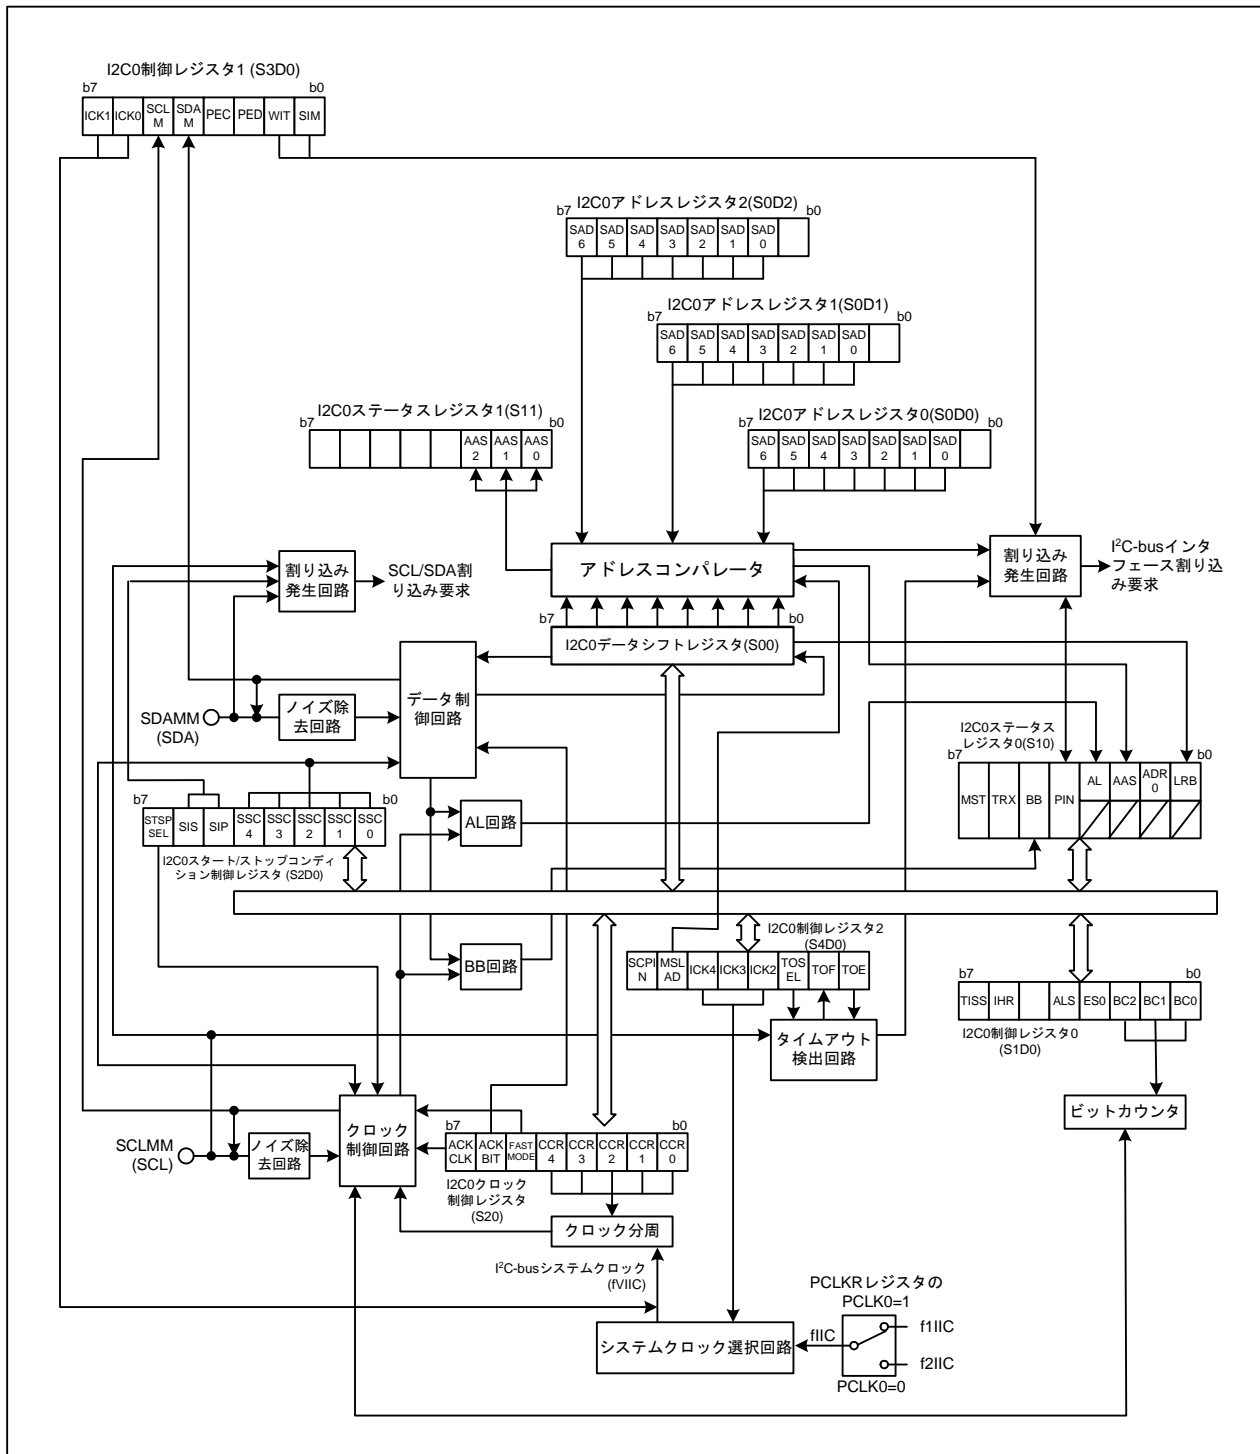 I2C0制御レジスタ1 (S3D0)
b7 b0
ICK1 ICK0 SCL M SDA M PEC PED WIT SIM
I2C0アドレスレジスタ2(S0D2)
b7 b0
SAD 6 SAD 5 SAD 4 SAD 3 SAD 2 SAD 1 SAD 0
I2C0アドレスレジスタ1(S0D1)
b7 b0
SAD 6 SAD 5 SAD 4 SAD 3 SAD 2 SAD 1 SAD 0
I2C0アドレスレジスタ0(S0D0)
b7 b0
SAD 6 SAD 5 SAD 4 SAD 3 SAD 2 SAD 1 SAD 0
I2C0ステータスレジスタ1(S11)
b7 b0
AAS 2 AAS 1 AAS 0
割り込み
発生回路
SCL/SDA割
り込み要求
アドレスコンパレータ
割り込み
発生回路
I²C-busインタ
フェース割り込
み要求
b7 b0
I2C0データシフトレジスタ(S00)
データ制
御回路
SDAMM
(SDA)
ノイズ除
去回路
I2C0ステータス
レジスタ0(S10)
b7 b0
MST TRX BB PIN AL AAS ADR 0 LRB
b7 b0
STSP SEL SIS SIP SSC 4 SSC 3 SSC 2 SSC 1 SSC 0
I2C0スタート/ストップコンディ
ション制御レジスタ (S2D0)
AL回路
BB回路
I2C0制御レジスタ2
(S4D0)
SCPI N MSL AD ICK4 ICK3 ICK2 TOS EL TOF TOE
タイムアウト
検出回路
b7 b0
TISS IHR ALS ES0 BC2 BC1 BC0
I2C0制御レジスタ0
(S1D0)
ビットカウンタ
SCLMM
(SCL)
ノイズ除
去回路
クロック
制御回路
b7 b0
ACK CLK ACK BIT FAST MODE CCR 4 CCR 3 CCR 2 CCR 1 CCR 0
I2C0クロック
制御レジスタ
(S20)
クロック分周
I²C-busシステムクロック
(fVIIC)
システムクロック選択回路
fIIC
PCLKRレジスタの
PCLK0=1
f1IIC
f2IIC
PCLK0=0